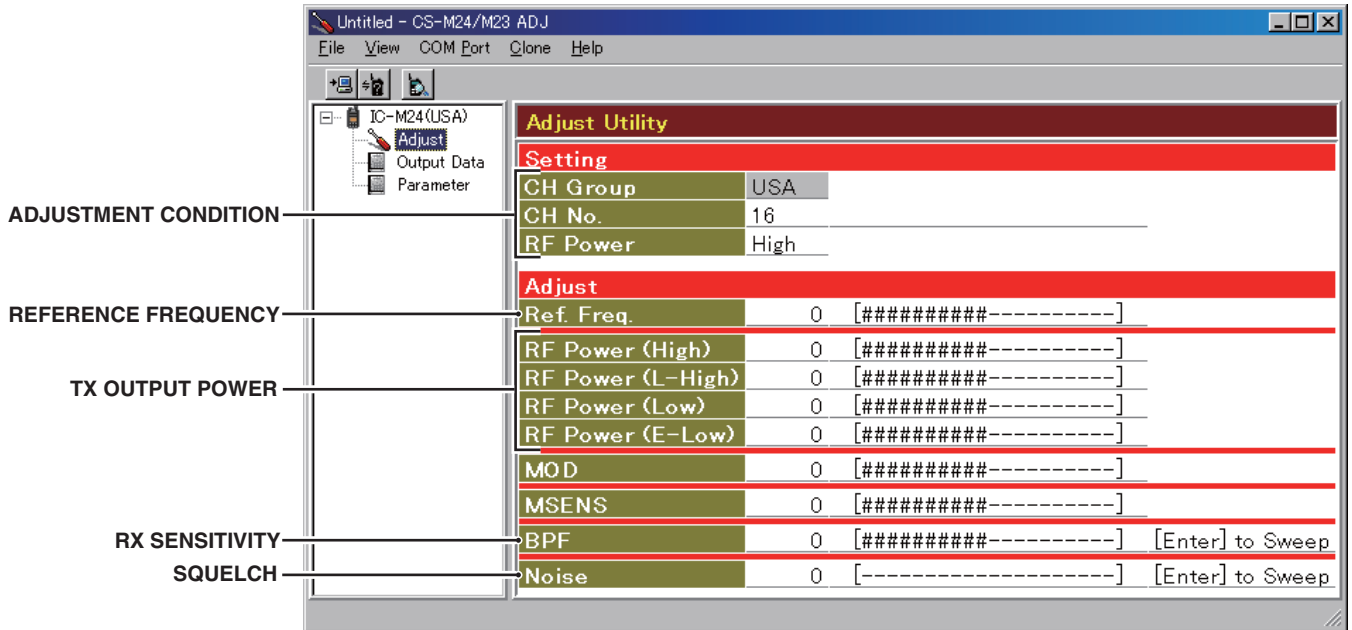 Untitled - CS-M24/M23 ADJ
File View COM Port Clone Help
IC-M24(USA)
Adjust
Output Data
Parameter
Adjust Utility
Setting
ADJUSTMENT CONDITION
CH Group USA
CH No. 16
RF Power High
Adjust
REFERENCE FREQUENCY
Ref. Freq. 0 [##########----------]
TX OUTPUT POWER
RF Power (High) 0 [##########----------]
RF Power (L-High) 0 [##########----------]
RF Power (Low) 0 [##########----------]
RF Power (E-Low) 0 [##########----------]
MOD 0 [##########----------]
MSENS 0 [##########----------]
RX SENSITIVITY
BPF 0 [##########----------] [Enter] to Sweep
SQUELCH
Noise 0 [--------------------] [Enter] to Sweep